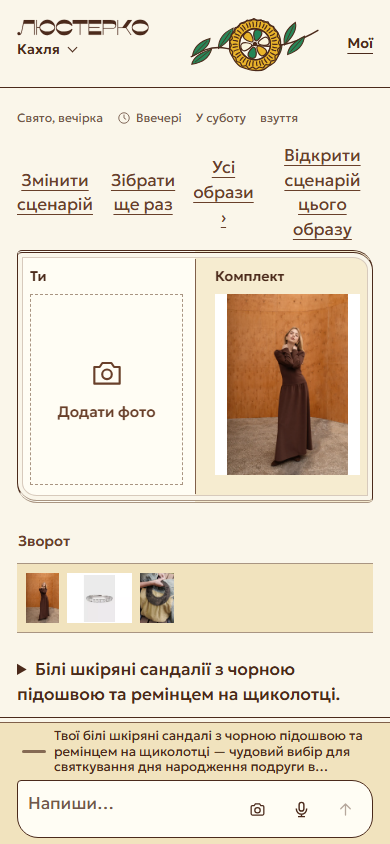 ЛЮСТЕРКО
Кахля
Мої
Свято, вечірка Ввечері У суботу взуття
Змінити сценарій
Зібрати ще раз
Усі образи ›
Відкрити сценарій цього образу
Ти
Комплект
Додати фото
Зворот
Білі шкіряні сандалії з чорною
підошвою та ремінцем на щиколотці.
Твої білі шкіряні сандалі з чорною підошвою та
ремінцем на щиколотці — чудовий вибір для
святкування дня народження подруги в…
Напиши…